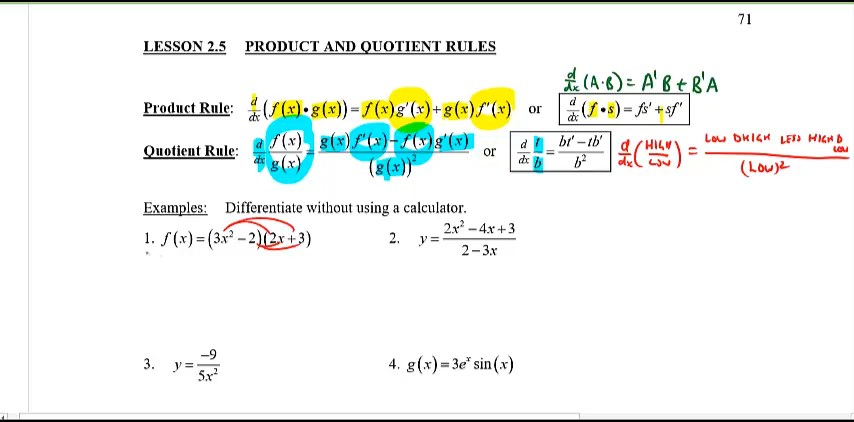 71
LESSON 2.5 PRODUCT AND QUOTIENT RULES
d/dx (A·B) = A'B + B'A
Product Rule: d/dx (f(x)•g(x)) = f(x)g'(x)+g(x)f'(x) or d/dx (f•s) = fs'+sf'
Quotient Rule: d/dx f(x)/g(x) = (g(x)f'(x)−f(x)g'(x))/(g(x))² or d/dx t/b = (bt'−tb')/b² d/dx (HIGH/LOW) = LOW DHIGH LESS HIGH D LOW/(LOW)²
Examples: Differentiate without using a calculator.
1. f(x)=(3x²−2)(2x+3) 2. y=(2x²−4x+3)/(2−3x)
3. y=−9/5x² 4. g(x)=3eˣ sin(x)